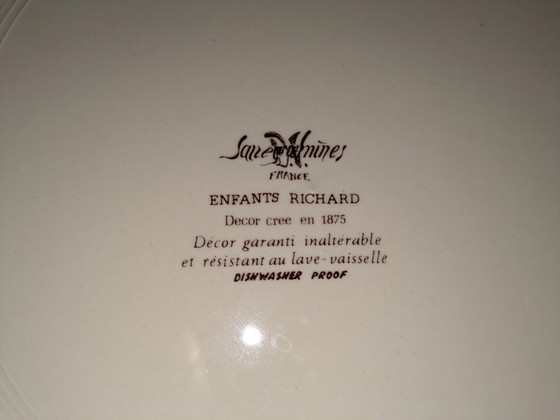 Sarreguemines
D.V.
FRANCE
ENFANTS RICHARD
Decor cree en 1875
Décor garanti inaltérable
et résistant au lave-vaisselle
DISHWASHER PROOF